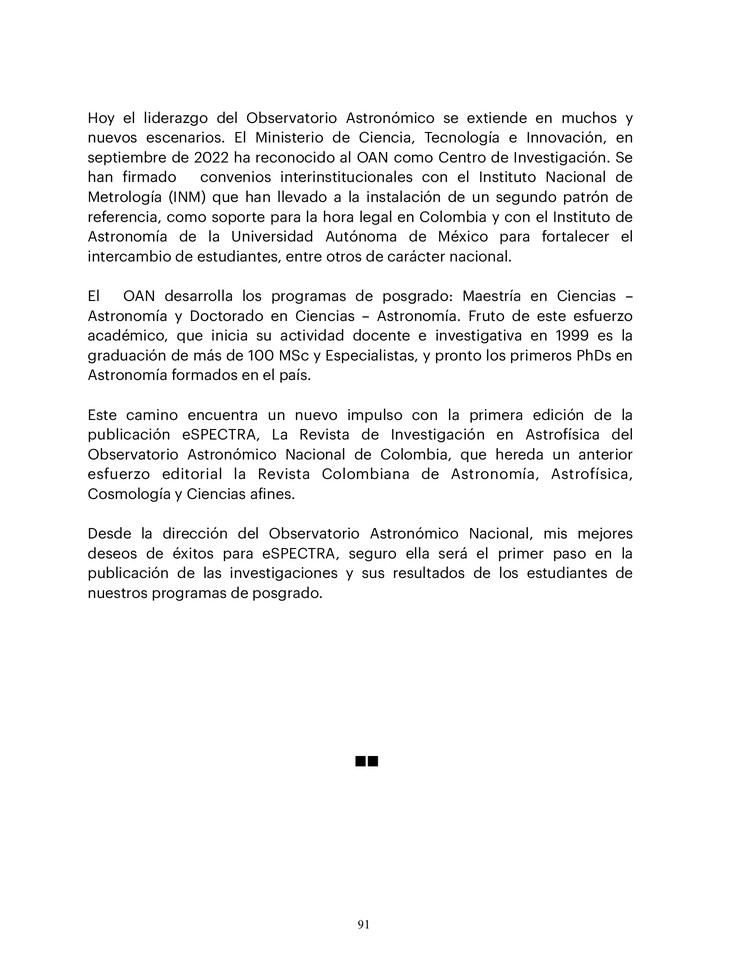 Hoy el liderazgo del Observatorio Astronómico se extiende en muchos y
nuevos escenarios. El Ministerio de Ciencia, Tecnología e Innovación, en
septiembre de 2022 ha reconocido al OAN como Centro de Investigación. Se
han firmado convenios interinstitucionales con el Instituto Nacional de
Metrología (INM) que han llevado a la instalación de un segundo patrón de
referencia, como soporte para la hora legal en Colombia y con el Instituto de
Astronomía de la Universidad Autónoma de México para fortalecer el
intercambio de estudiantes, entre otros de carácter nacional.
El OAN desarrolla los programas de posgrado: Maestría en Ciencias –
Astronomía y Doctorado en Ciencias – Astronomía. Fruto de este esfuerzo
académico, que inicia su actividad docente e investigativa en 1999 es la
graduación de más de 100 MSc y Especialistas, y pronto los primeros PhDs en
Astronomía formados en el país.
Este camino encuentra un nuevo impulso con la primera edición de la
publicación eSPECTRA, La Revista de Investigación en Astrofísica del
Observatorio Astronómico Nacional de Colombia, que hereda un anterior
esfuerzo editorial la Revista Colombiana de Astronomía, Astrofísica,
Cosmología y Ciencias afines.
Desde la dirección del Observatorio Astronómico Nacional, mis mejores
deseos de éxitos para eSPECTRA, seguro ella será el primer paso en la
publicación de las investigaciones y sus resultados de los estudiantes de
nuestros programas de posgrado.
91